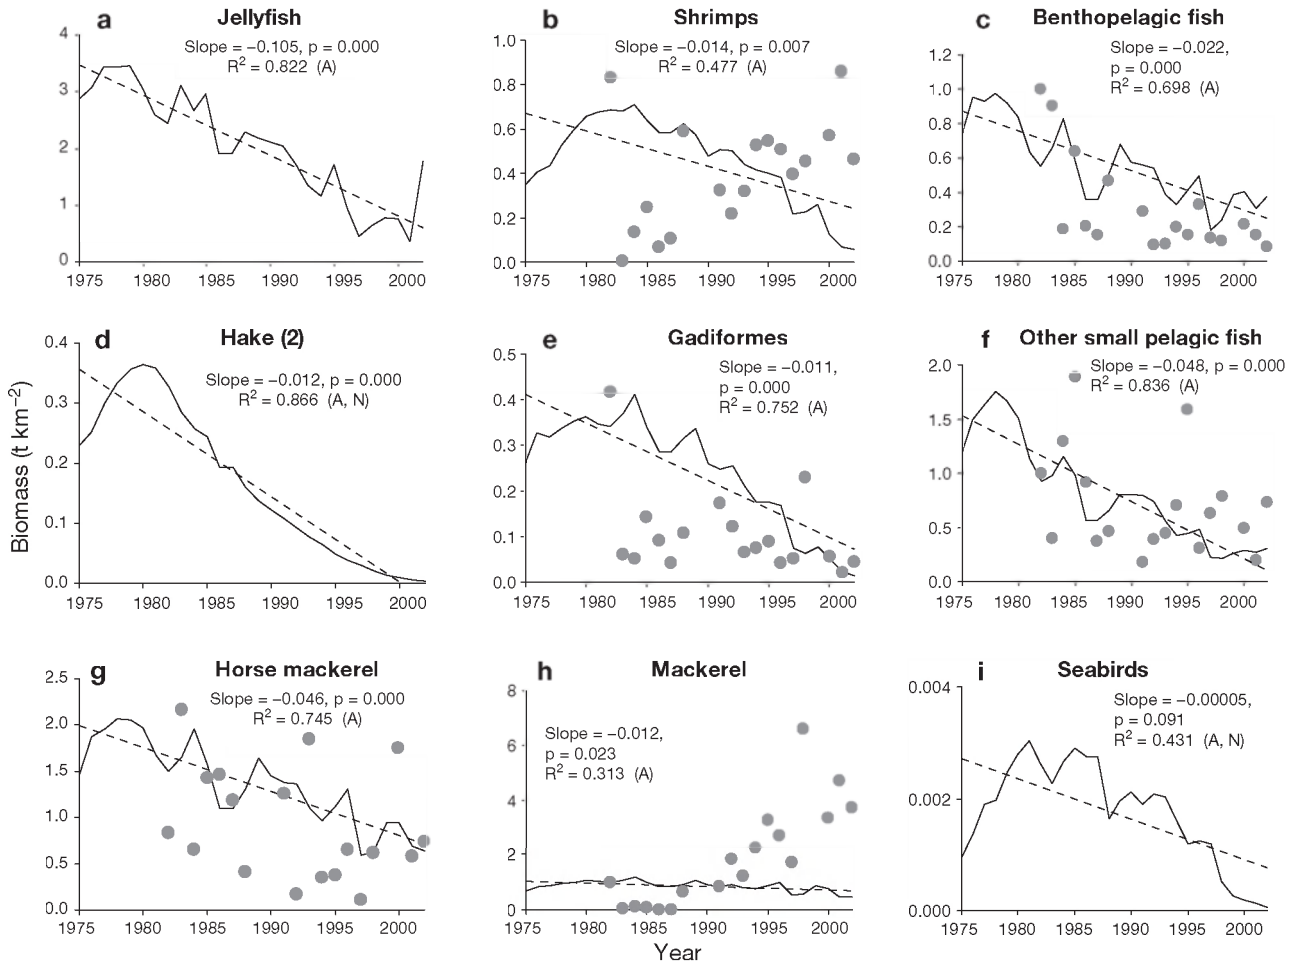 a Jellyfish
Slope = −0.105, p = 0.000
R² = 0.822 (A)
4
3
2
1
0
1975 1980 1985 1990 1995 2000
b Shrimps
Slope = −0.014, p = 0.007
R² = 0.477 (A)
1.0
0.8
0.6
0.4
0.2
0.0
1975 1980 1985 1990 1995 2000
c Benthopelagic fish
Slope = −0.022,
p = 0.000
R² = 0.698 (A)
1.2
1.0
0.8
0.6
0.4
0.2
0.0
1975 1980 1985 1990 1995 2000
Biomass (t km⁻²)
d Hake (2)
Slope = −0.012, p = 0.000
R² = 0.866 (A, N)
0.4
0.3
0.2
0.1
0.0
1975 1980 1985 1990 1995 2000
e Gadiformes
Slope = −0.011,
p = 0.000
R² = 0.752 (A)
0.5
0.4
0.3
0.2
0.1
0.0
1975 1980 1985 1990 1995 2000
f Other small pelagic fish
Slope = −0.048, p = 0.000
R² = 0.836 (A)
2.0
1.5
1.0
0.5
0.0
1975 1980 1985 1990 1995 2000
g Horse mackerel
Slope = −0.046, p = 0.000
R² = 0.745 (A)
2.5
2.0
1.5
1.0
0.5
0.0
1975 1980 1985 1990 1995 2000
h Mackerel
Slope = −0.012,
p = 0.023
R² = 0.313 (A)
8
6
4
2
0
1975 1980 1985 1990 1995 2000
i Seabirds
Slope = −0.00005,
p = 0.091
R² = 0.431 (A, N)
0.004
0.002
0.000
1975 1980 1985 1990 1995 2000
Year